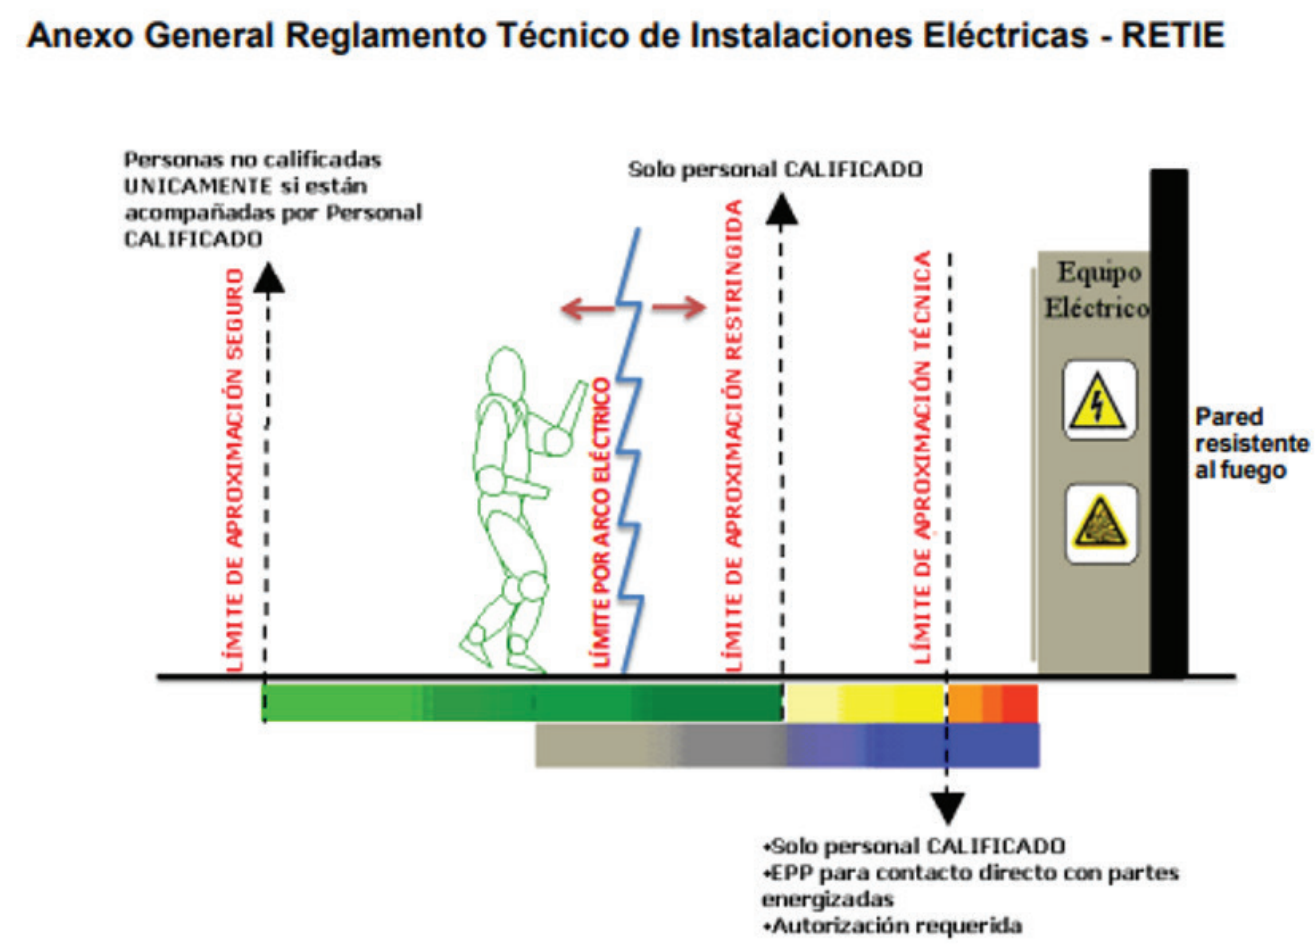 Anexo General Reglamento Técnico de Instalaciones Eléctricas - RETIE
Personas no calificadas
UNICAMENTE si están
acompañadas por Personal
CALIFICADO
Solo personal CALIFICADO
LÍMITE DE APROXIMACIÓN SEGURO
LÍMITE POR ARCO ELÉCTRICO
LÍMITE DE APROXIMACIÓN RESTRINGIDA
LÍMITE DE APROXIMACIÓN TÉCNICA
Equipo
Eléctrico
Pared
resistente
al fuego
•Solo personal CALIFICADO
•EPP para contacto directo con partes
energizadas
•Autorización requerida